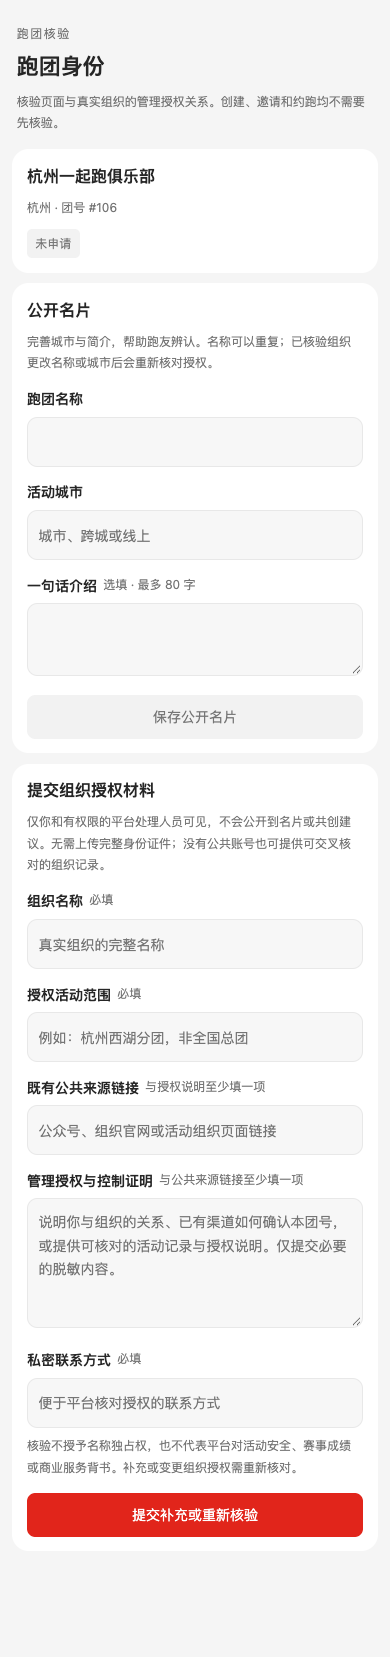 跑团核验
跑团身份
核验页面与真实组织的管理授权关系。创建、邀请和约跑均不需要
先核验。
杭州一起跑俱乐部
杭州 · 团号 #106
未申请
公开名片
完善城市与简介，帮助跑友辨认。名称可以重复；已核验组织
更改名称或城市后会重新核对授权。
跑团名称
活动城市
城市、跨城或线上
一句话介绍 选填 · 最多 80 字
保存公开名片
提交组织授权材料
仅你和有权限的平台处理人员可见，不会公开到名片或共创建
议。无需上传完整身份证件；没有公共账号也可提供可交叉核
对的组织记录。
组织名称 必填
真实组织的完整名称
授权活动范围 必填
例如：杭州西湖分团，非全国总团
既有公共来源链接 与授权说明至少填一项
公众号、组织官网或活动组织页面链接
管理授权与控制证明 与公共来源链接至少填一项
说明你与组织的关系、已有渠道如何确认本团号，
或提供可核对的活动记录与授权说明。仅提交必要
的脱敏内容。
私密联系方式 必填
便于平台核对授权的联系方式
核验不授予名称独占权，也不代表平台对活动安全、赛事成绩
或商业服务背书。补充或变更组织授权需重新核对。
提交补充或重新核验